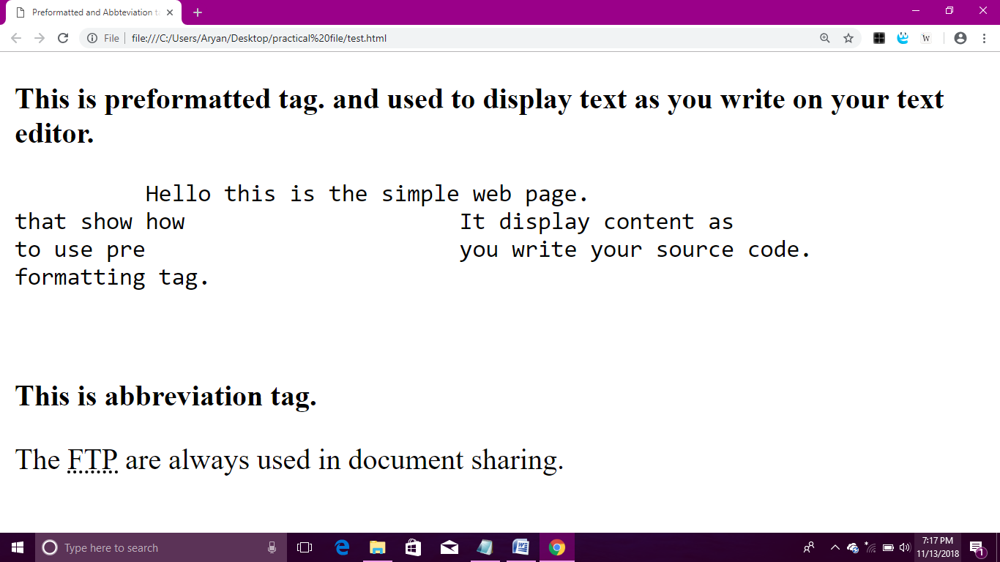 Preformatted and Abbteviation t
File file:///C:/Users/Aryan/Desktop/practical%20file/test.html
W
This is preformatted tag. and used to display text as you write on your text
editor.
Hello this is the simple web page.
that show how It display content as
to use pre you write your source code.
formatting tag.
This is abbreviation tag.
The FTP are always used in document sharing.
Type here to search
7:17 PM
11/13/2018
1